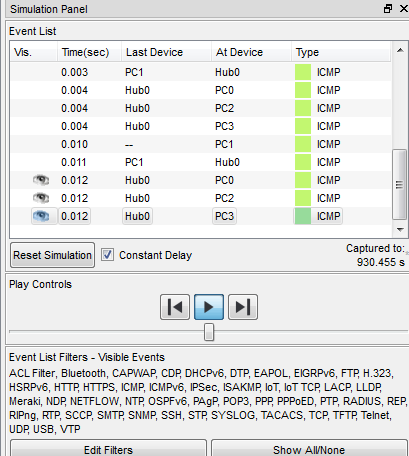 Simulation Panel
Event List
Vis. Time(sec) Last Device At Device Type
0.003 PC1 Hub0 ICMP
0.004 Hub0 PC0 ICMP
0.004 Hub0 PC2 ICMP
0.004 Hub0 PC3 ICMP
0.010 -- PC1 ICMP
0.011 PC1 Hub0 ICMP
0.012 Hub0 PC0 ICMP
0.012 Hub0 PC2 ICMP
0.012 Hub0 PC3 ICMP
Reset Simulation Constant Delay Captured to:
930.455 s
Play Controls
Event List Filters - Visible Events
ACL Filter, Bluetooth, CAPWAP, CDP, DHCPv6, DTP, EAPOL, EIGRPv6, FTP, H.323,
HSRPv6, HTTP, HTTPS, ICMP, ICMPv6, IPSec, ISAKMP, IoT, IoT TCP, LACP, LLDP,
Meraki, NDP, NETFLOW, NTP, OSPFv6, PAgP, POP3, PPP, PPPoED, PTP, RADIUS, REP,
RIPng, RTP, SCCP, SMTP, SNMP, SSH, STP, SYSLOG, TACACS, TCP, TFTP, Telnet,
UDP, USB, VTP
Edit Filters Show All/None